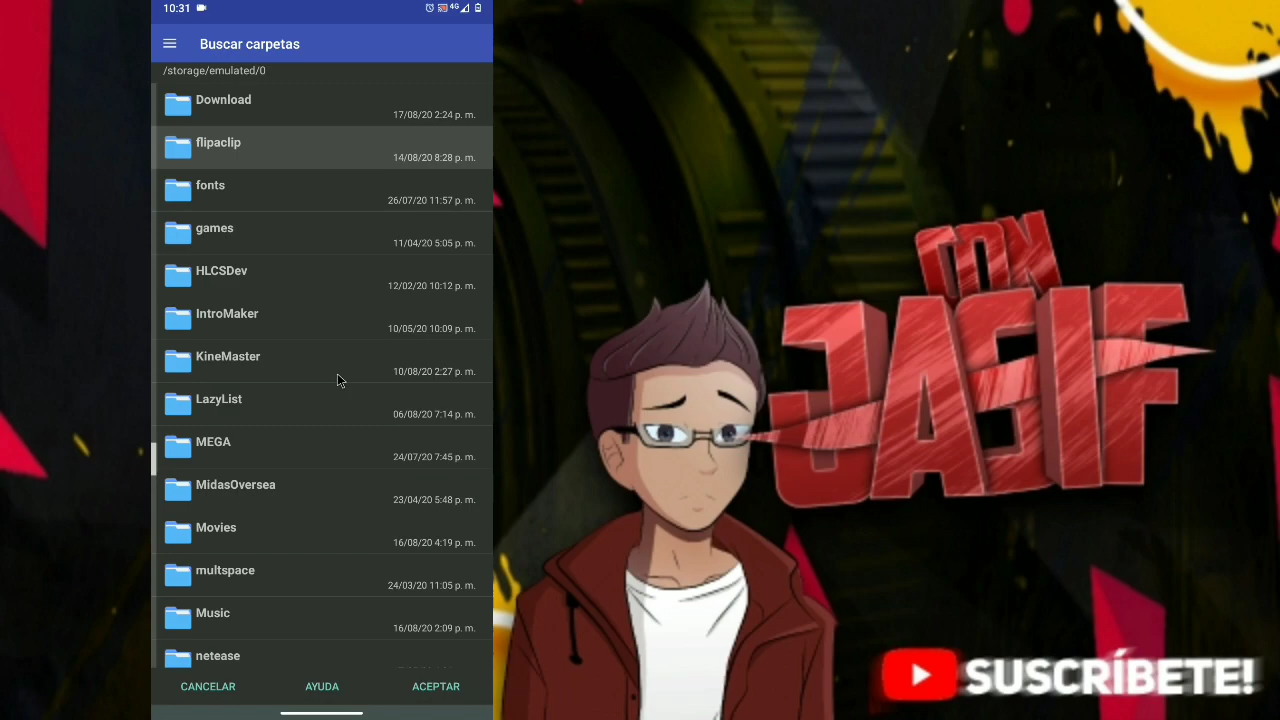 10:31
4G
Buscar carpetas
/storage/emulated/0
Download
17/08/20 2:24 p. m.
flipaclip
14/08/20 8:28 p. m.
fonts
26/07/20 11:57 p. m.
games
11/04/20 5:05 p. m.
HLCSDev
12/02/20 10:12 p. m.
IntroMaker
10/05/20 10:09 p. m.
KineMaster
10/08/20 2:27 p. m.
LazyList
06/08/20 7:14 p. m.
MEGA
24/07/20 7:45 p. m.
MidasOversea
23/04/20 5:48 p. m.
Movies
16/08/20 4:19 p. m.
multspace
24/03/20 11:05 p. m.
Music
16/08/20 2:09 p. m.
netease
CANCELAR AYUDA ACEPTAR
CON
JASIF
SUSCRÍBETE!